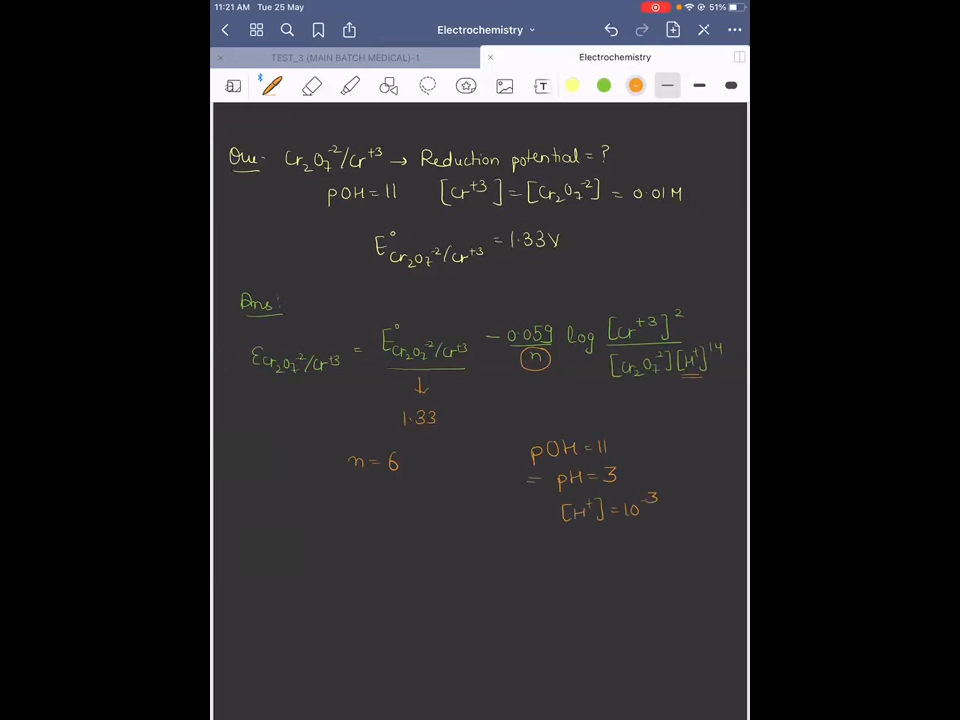 11:21 AM Tue 25 May 51%
Electrochemistry
TEST_3 (MAIN BATCH MEDICAL)-1
Electrochemistry
T
Que- Cr₂O₇⁻²/Cr⁺³ → Reduction potential = ?
pOH = 11 [Cr⁺³] = [Cr₂O₇⁻²] = 0.01M
E°Cr₂O₇⁻²/Cr⁺³ = 1.33V
Ans:
ECr₂O₇⁻²/Cr⁺³ = E°Cr₂O₇⁻²/Cr⁺³ - 0.059/n log [Cr⁺³]²/[Cr₂O₇⁻²][H⁺]¹⁴
↓
1.33
n = 6
pOH = 11
= pH = 3
[H⁺] = 10⁻³